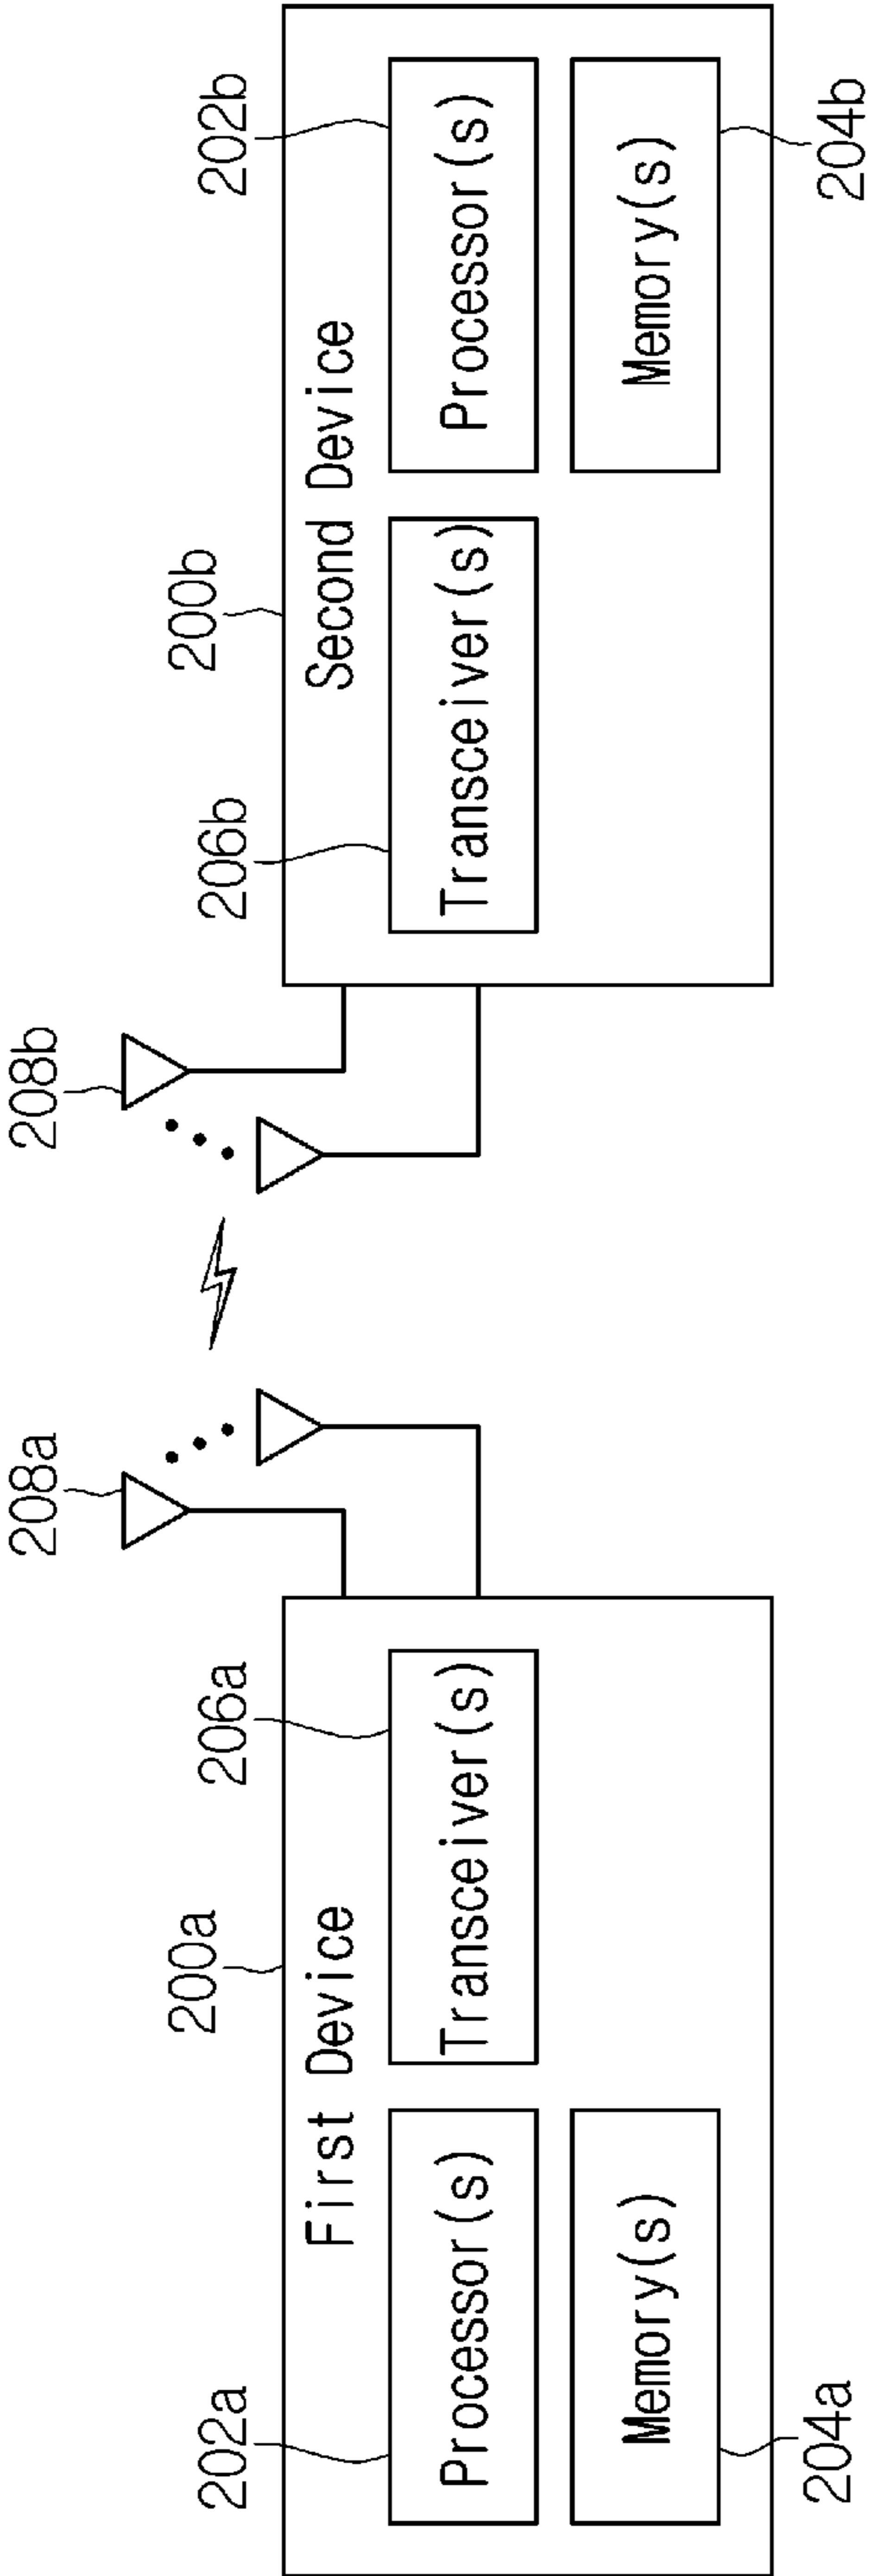 208a
208b
200a
200b
202a
206a
206b
202b
First Device
Second Device
Processor(s)
Transceiver(s)
Transceiver(s)
Processor(s)
Memory(s)
Memory(s)
204a
204b